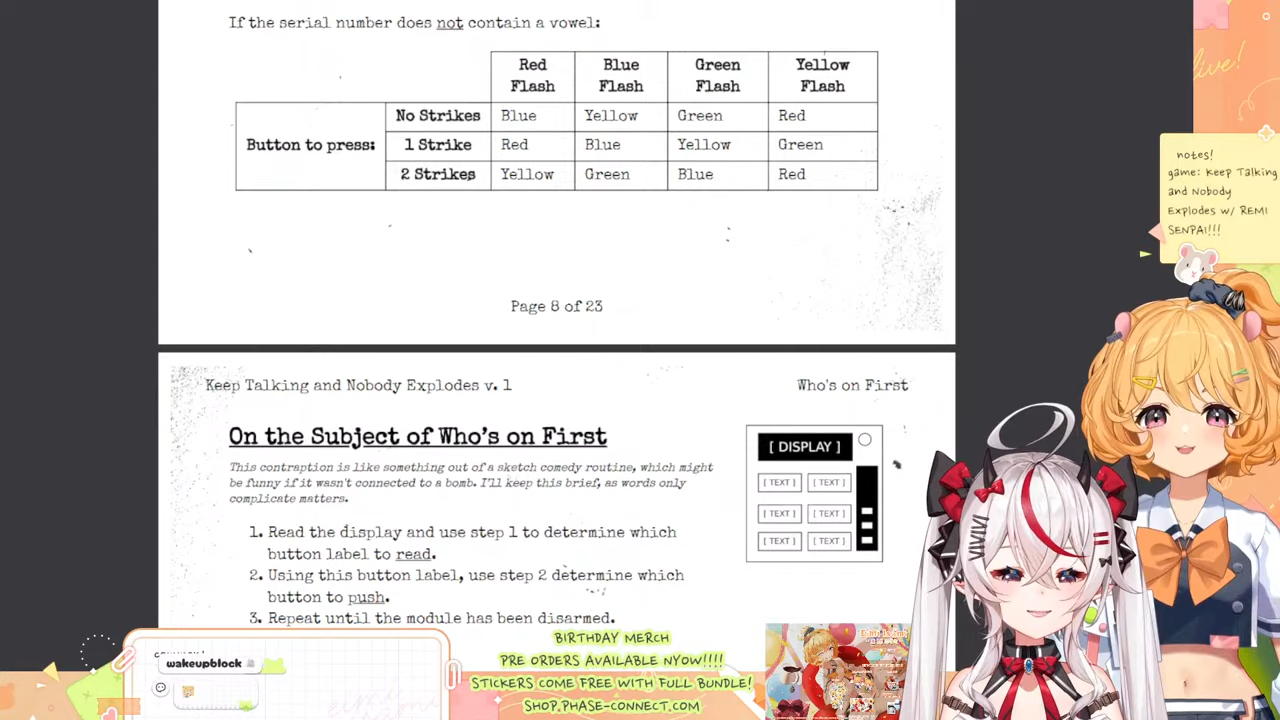 If the serial number does not contain a vowel:
Red Flash Blue Flash Green Flash Yellow Flash
Button to press:
No Strikes Blue Yellow Green Red
1 Strike Red Blue Yellow Green
2 Strikes Yellow Green Blue Red
Page 8 of 23
Keep Talking and Nobody Explodes v. 1
Who's on First
On the Subject of Who's on First
This contraption is like something out of a sketch comedy routine, which might
be funny if it wasn't connected to a bomb. I'll keep this brief, as words only
complicate matters.
1. Read the display and use step 1 to determine which
button label to read.
2. Using this button label, use step 2 determine which
button to push.
3. Repeat until the module has been disarmed.
[ DISPLAY ]
[ TEXT ] [ TEXT ]
[ TEXT ] [ TEXT ]
[ TEXT ] [ TEXT ]
live!
notes!
game: Keep Talking
and Nobody
Explodes w/ REMI
SENPAI!!!
wakeupblock
BIRTHDAY MERCH
PRE ORDERS AVAILABLE NYOW!!!!
STICKERS COME FREE WITH FULL BUNDLE!
SHOP.PHASE-CONNECT.COM